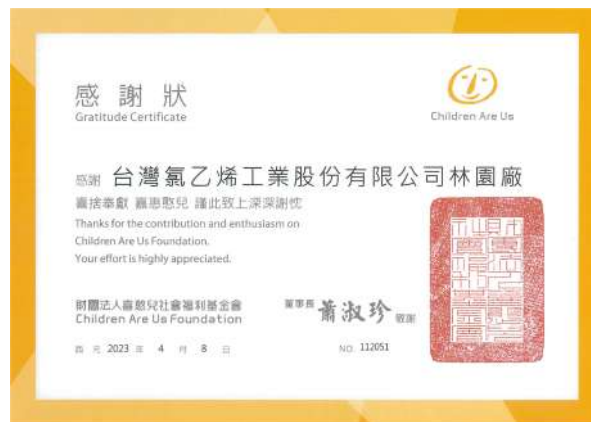 感謝狀
Gratitude Certificate
Children Are Us
感謝 台灣氯乙烯工業股份有限公司林園廠
喜捨奉獻 嘉惠憨兒 謹此致上深深謝忱
Thanks for the contribution and enthusiasm on
Children Are Us Foundation.
Your effort is highly appreciated.
財團法人喜憨兒社會福利基金會
Children Are Us Foundation
董事長 蕭淑珍 敬謝
西元 2023 年 4 月 8 日
NO. 112051